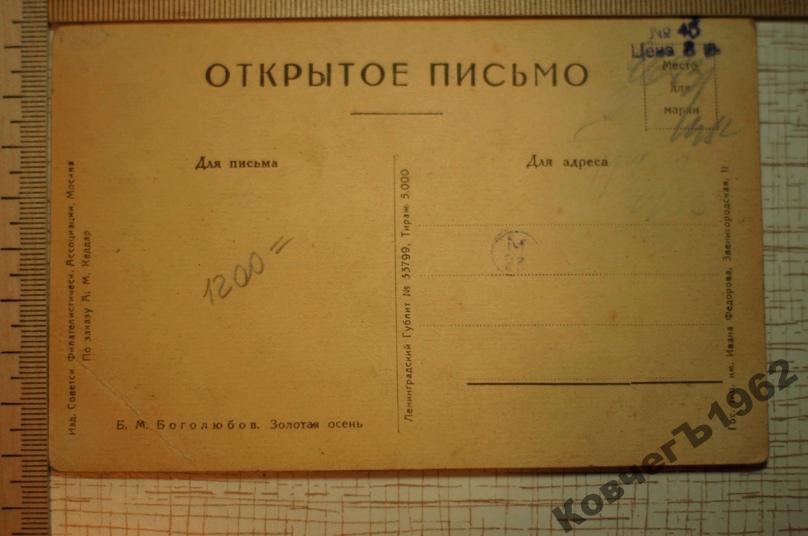 № 45
Цена 8 к.
ОТКРЫТОЕ ПИСЬМО
Место
для
марки
Для письма
Для адреса
Изд. Советск. Филателистическ. Ассоциации, Москва
По заказу А. М. Кеддар
1200=
Ленинградский Гублит № 53799, Тираж 5.000
Гос. тип. им. Ивана Федорова, Звенигородская, 11
Б. М. Боголюбов. Золотая осень
КовчегЪ1962